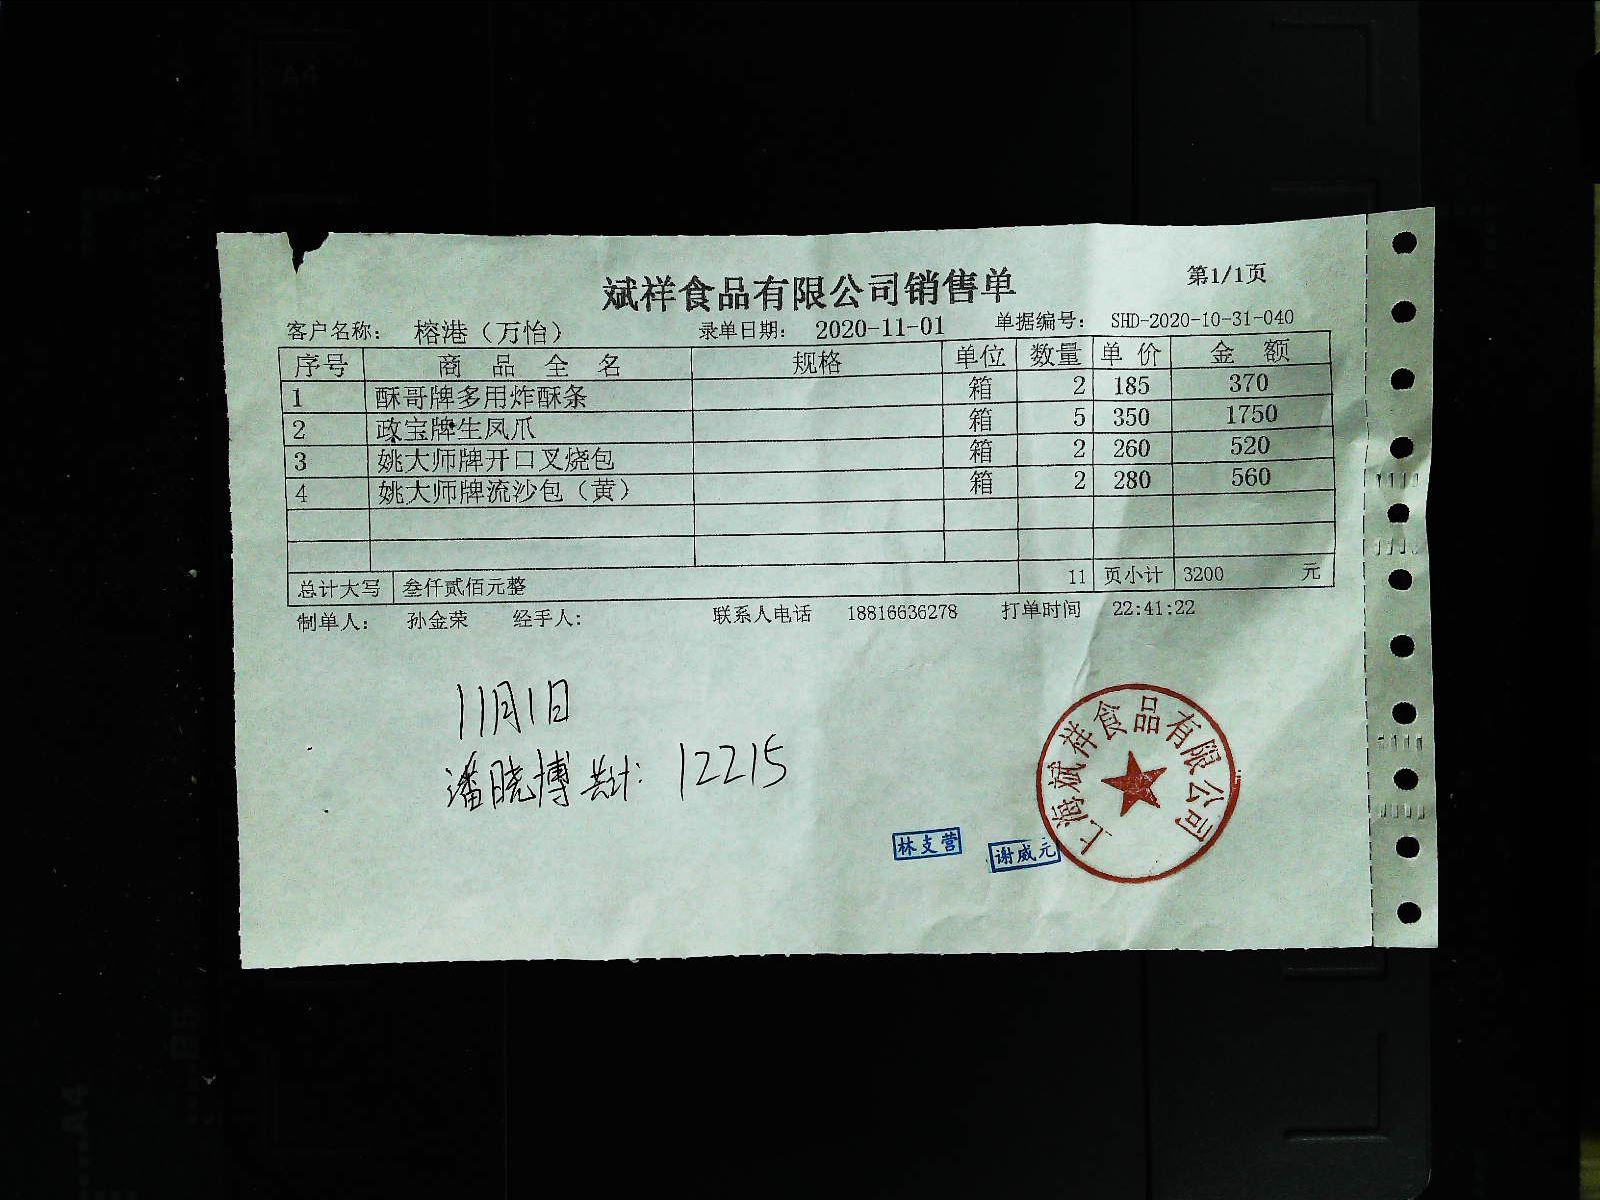 斌祥食品有限公司销售单
第1/1页
客户名称： 榕港（万怡） 录单日期： 2020-11-01 单据编号： SHD-2020-10-31-040
序号 商品全名 规格 单位 数量 单价 金额
1 酥哥牌多用炸酥条 箱 2 185 370
2 政宝牌生凤爪 箱 5 350 1750
3 姚大师牌开口叉烧包 箱 2 260 520
4 姚大师牌流沙包（黄） 箱 2 280 560
总计大写 叁仟贰佰元整 11 页小计 3200 元
制单人： 孙金荣 经手人： 联系人电话 18816636278 打单时间 22:41:22
11月1日
潘晓博 共计：12215
上海斌祥食品有限公司
林支营
谢威元
A4